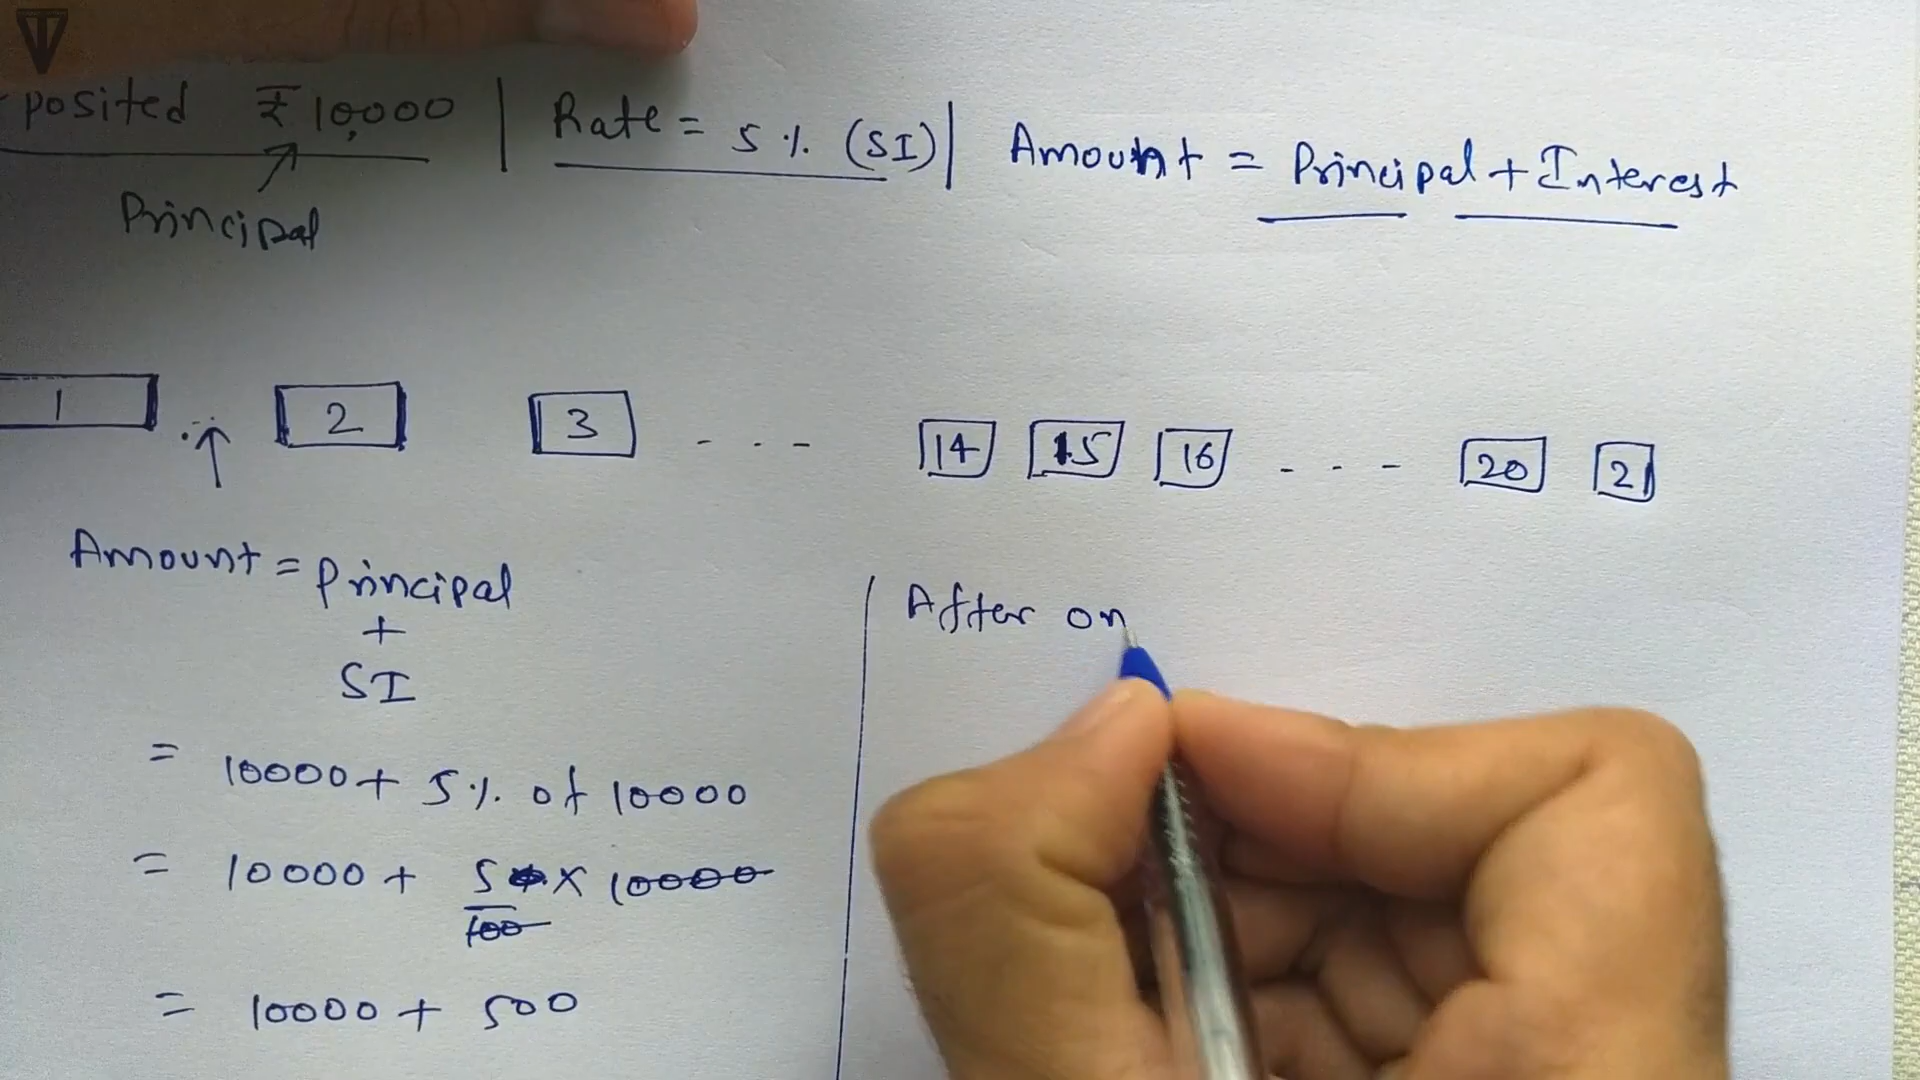 posited ₹ 10,000 | Rate = 5 % (SI) | Amount = Principal + Interest
Principal
1 2 3 - - - 14 15 16 - - - 20 21
Amount = Principal
+
SI
= 10000 + 5% of 10000
= 10000 + 5 × 10000
100
= 10000 + 500
After on